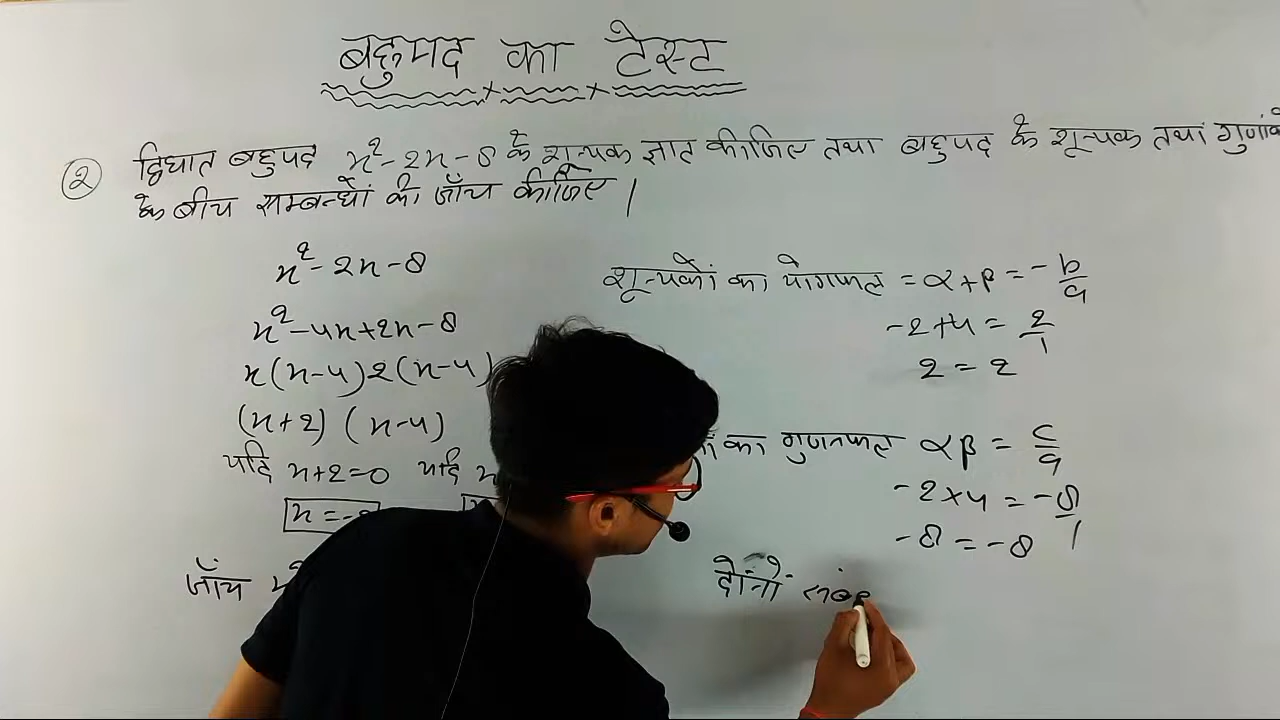 बहुपद का टेस्ट
(२) द्विघात बहुपद x²-2x-8 के शून्यक ज्ञात कीजिए तथा बहुपद के शून्यक तथा
के बीच सम्बन्धों की जाँच कीजिए।
x²-2x-8
x²-4x+2x-8
x(x-4)2(x-4)
(x+2) (x-4)
यदि x+2=0 यदि x
x=-2
जाँच
शून्यकों का योगफल = α+β = -b/a
-2+4 = 2/1
2 = 2
का गुणनफल αβ = c/a
-2×4 = -8/1
-8 = -8
दोनों